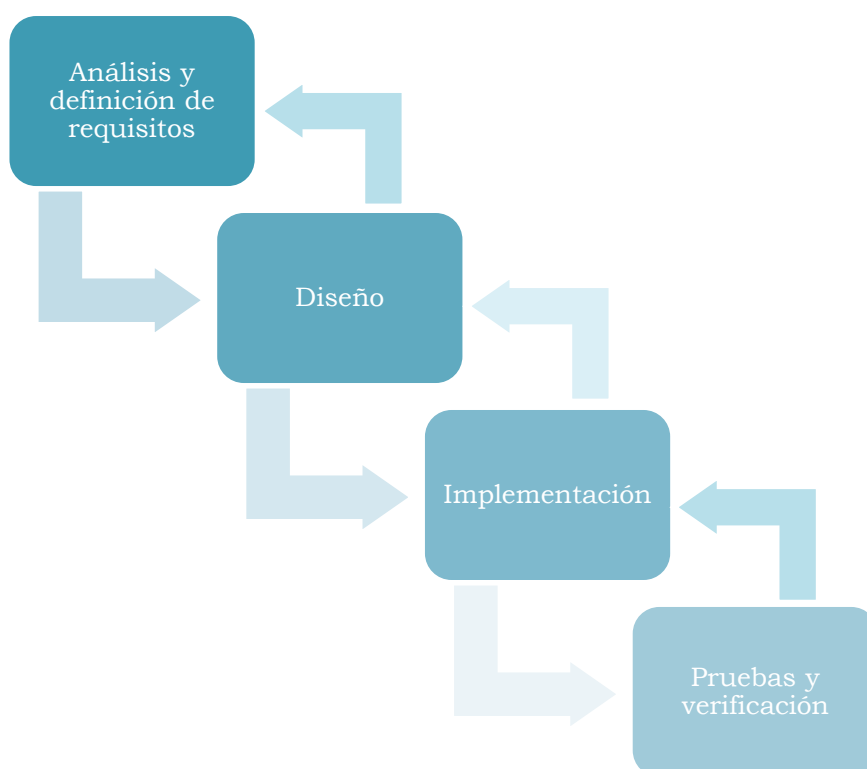 Análisis y
definición de
requisitos
Diseño
Implementación
Pruebas y
verificación